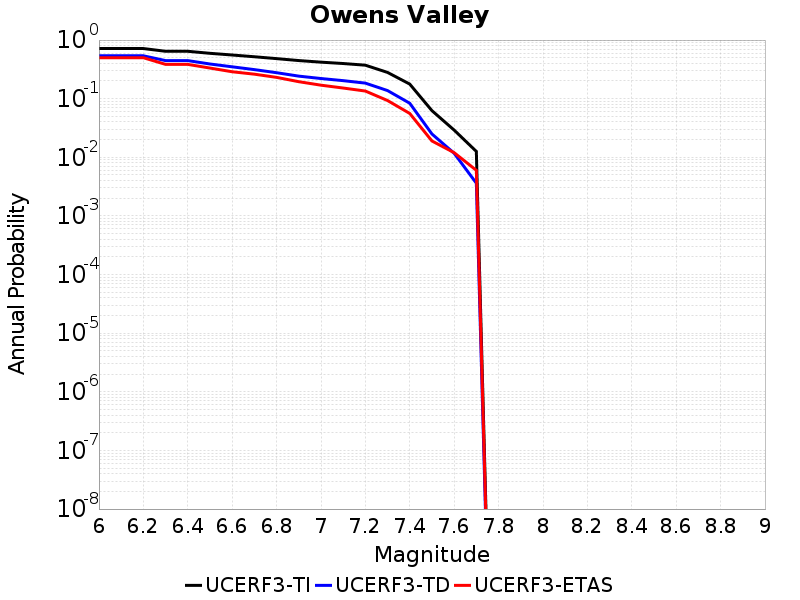 Owens Valley
Annual Probability
10^0
10^-1
10^-2
10^-3
10^-4
10^-5
10^-6
10^-7
10^-8
6 6.2 6.4 6.6 6.8 7 7.2 7.4 7.6 7.8 8 8.2 8.4 8.6 8.8 9
Magnitude
UCERF3-TI UCERF3-TD UCERF3-ETAS